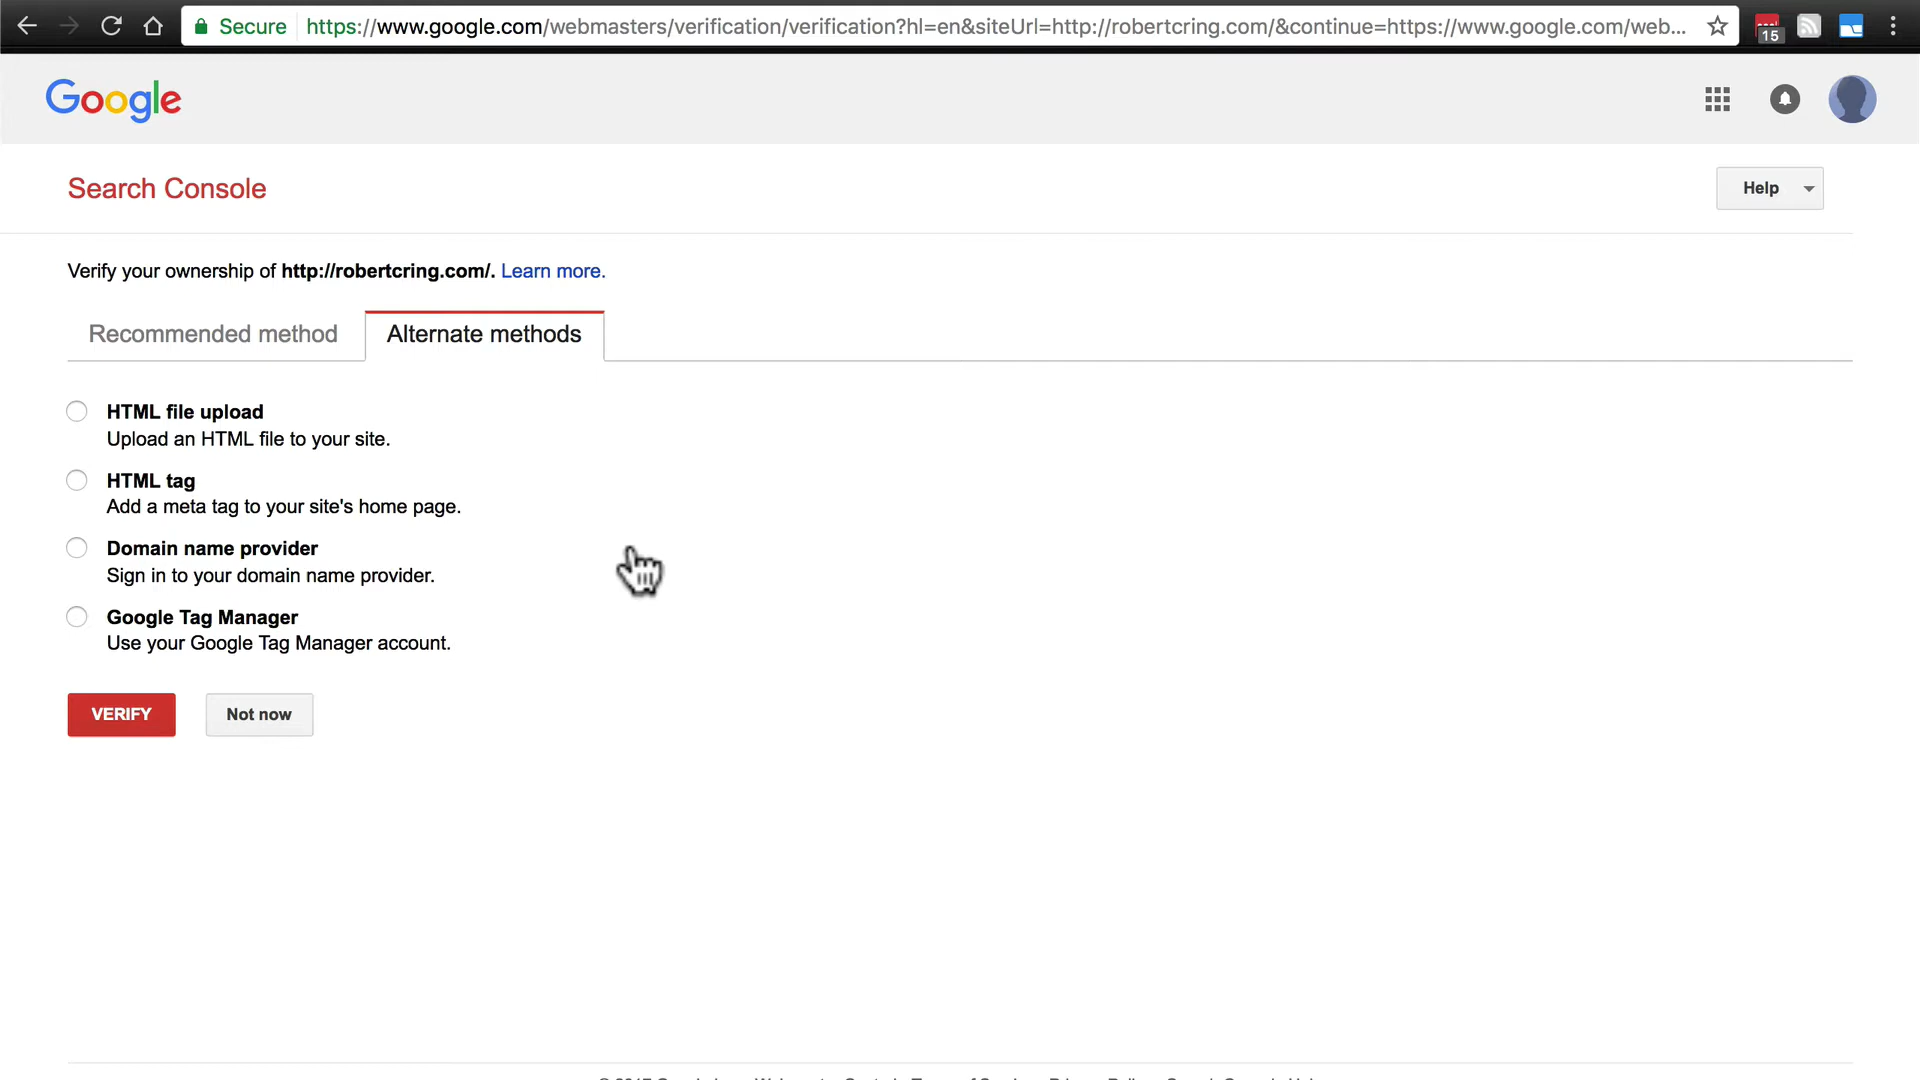 Secure https://www.google.com/webmasters/verification/verification?hl=en&siteUrl=http://robertcring.com/&continue=https://www.google.com/web...
15
Google
Search Console
Help
Verify your ownership of http://robertcring.com/. Learn more.
Recommended method
Alternate methods
HTML file upload
Upload an HTML file to your site.
HTML tag
Add a meta tag to your site's home page.
Domain name provider
Sign in to your domain name provider.
Google Tag Manager
Use your Google Tag Manager account.
VERIFY
Not now